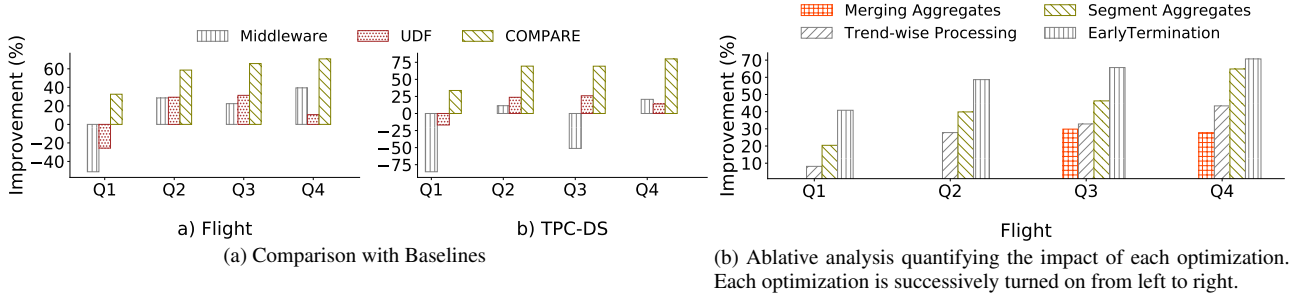 Middleware UDF COMPARE
Improvement (%)
60
40
20
0
−20
−40
Q1 Q2 Q3 Q4
a) Flight
75
50
25
0
−25
−50
−75
Q1 Q2 Q3 Q4
b) TPC-DS
(a) Comparison with Baselines
Merging Aggregates Segment Aggregates
Trend-wise Processing EarlyTermination
Improvement (%)
70
60
50
40
30
20
10
Q1 Q2 Q3 Q4
Flight
(b) Ablative analysis quantifying the impact of each optimization.
Each optimization is successively turned on from left to right.